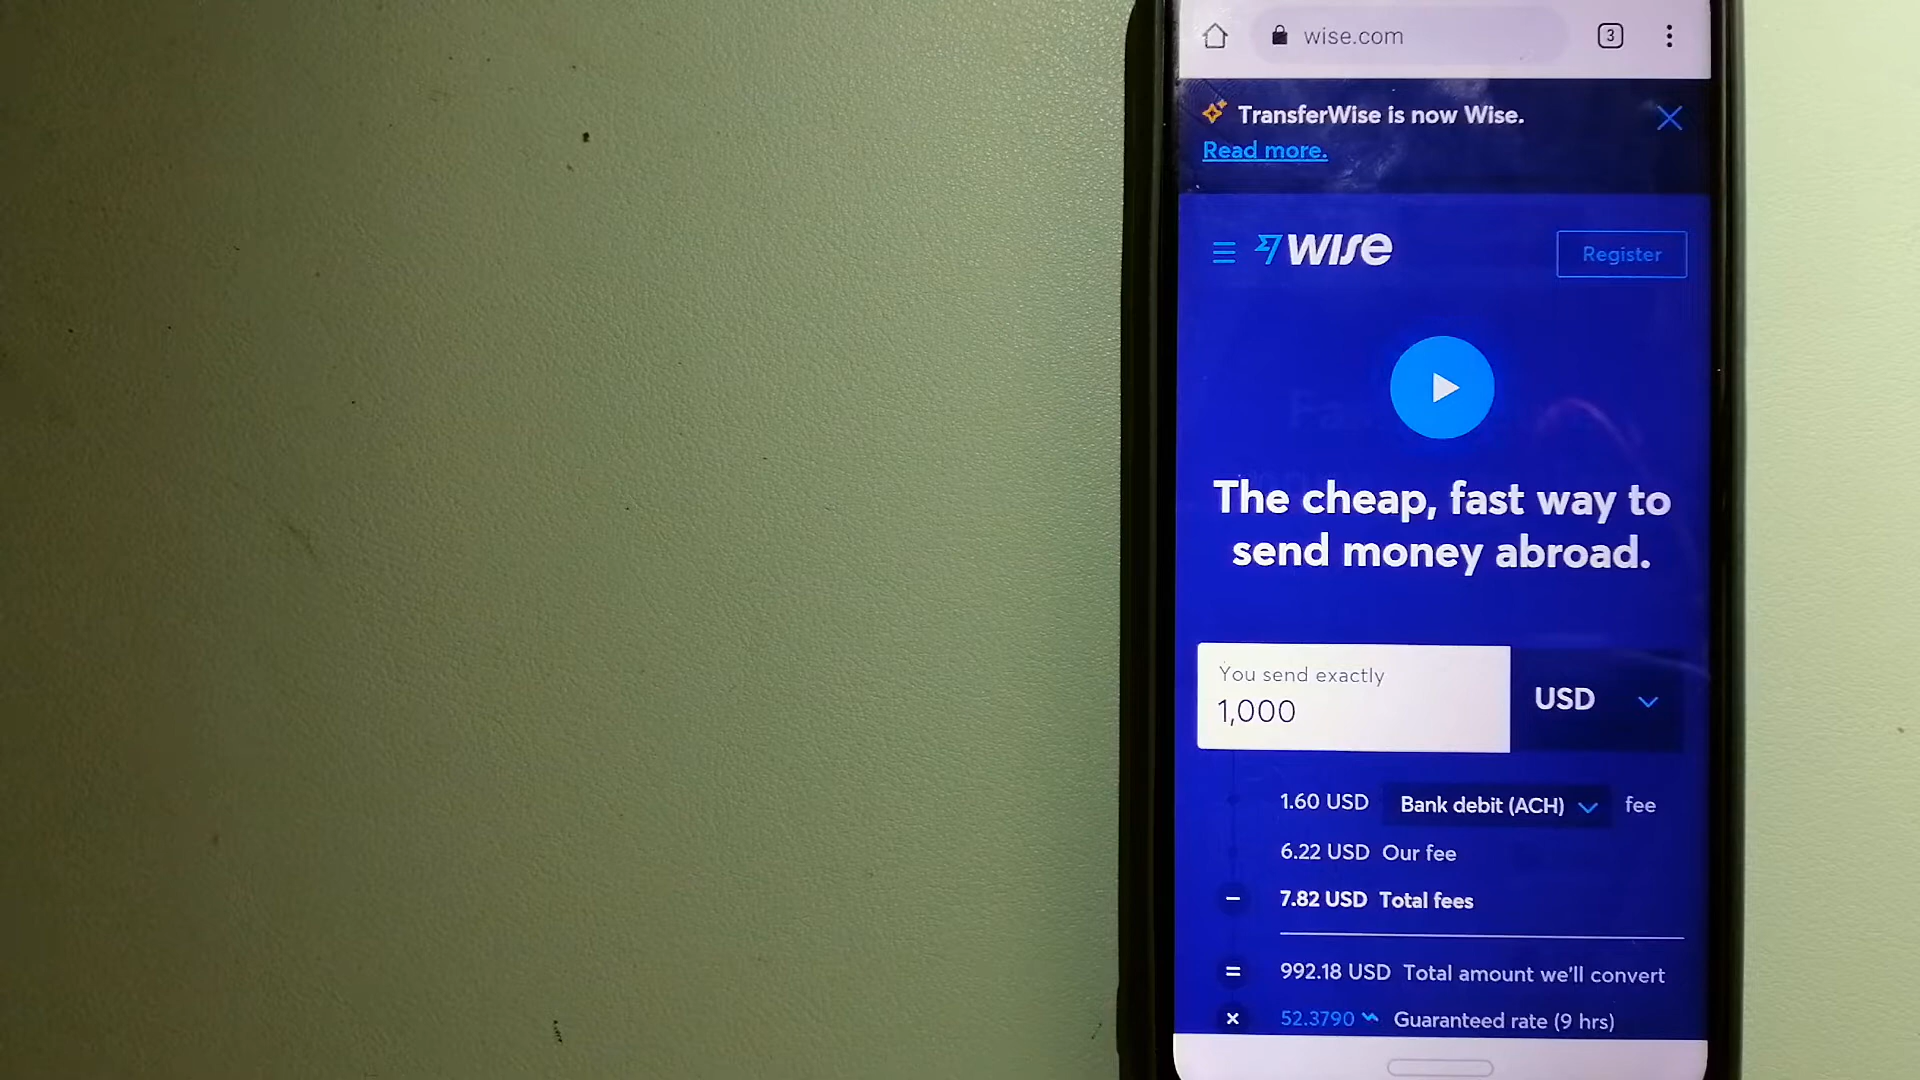 wise.com
3
TransferWise is now Wise.
Read more.
WISE
Register
The cheap, fast way to
send money abroad.
You send exactly
1,000
USD
1.60 USD Bank debit (ACH) fee
6.22 USD Our fee
7.82 USD Total fees
992.18 USD Total amount we'll convert
52.3790 Guaranteed rate (9 hrs)